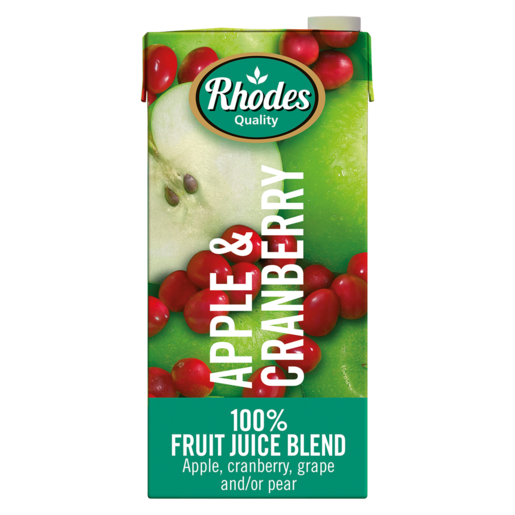 Rhodes
Quality
APPLE &
CRANBERRY
100%
FRUIT JUICE BLEND
Apple, cranberry, grape
and/or pear